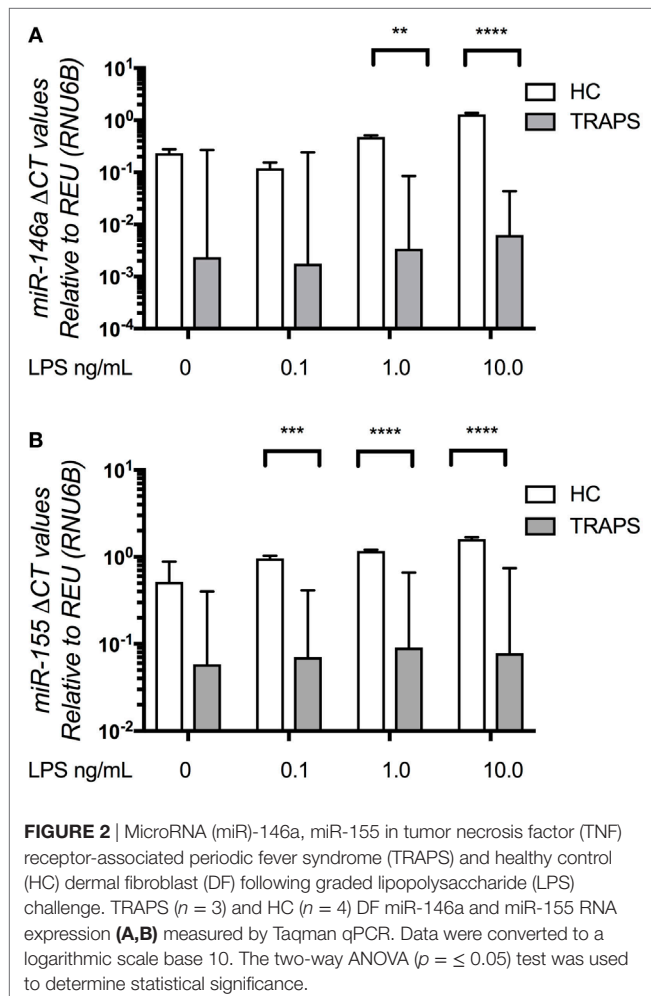 A
** ****
miR-146a ΔCT values
Relative to REU (RNU6B)
10¹
10⁰
10⁻¹
10⁻²
10⁻³
10⁻⁴
HC
TRAPS
LPS ng/mL 0 0.1 1.0 10.0
B
*** **** ****
miR-155 ΔCT values
Relative to REU (RNU6B)
10¹
10⁰
10⁻¹
10⁻²
HC
TRAPS
LPS ng/mL 0 0.1 1.0 10.0
FIGURE 2 | MicroRNA (miR)-146a, miR-155 in tumor necrosis factor (TNF)
receptor-associated periodic fever syndrome (TRAPS) and healthy control
(HC) dermal fibroblast (DF) following graded lipopolysaccharide (LPS)
challenge. TRAPS (n = 3) and HC (n = 4) DF miR-146a and miR-155 RNA
expression (A,B) measured by Taqman qPCR. Data were converted to a
logarithmic scale base 10. The two-way ANOVA (p = ≤ 0.05) test was used
to determine statistical significance.